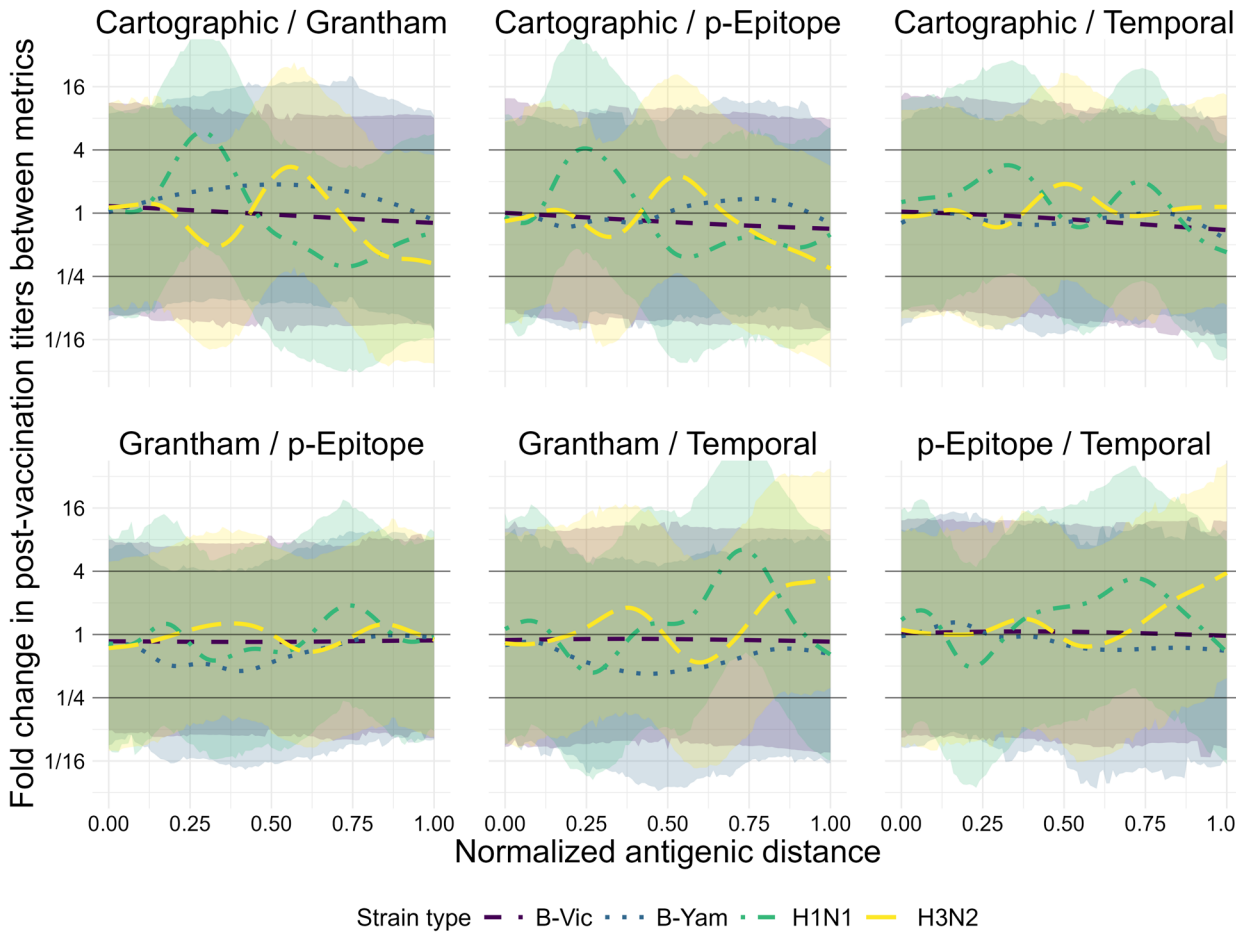 Cartographic / Grantham
Cartographic / p-Epitope
Cartographic / Temporal
Fold change in post-vaccination titers between metrics
16
4
1
1/4
1/16
Grantham / p-Epitope
Grantham / Temporal
p-Epitope / Temporal
16
4
1
1/4
1/16
0.00 0.25 0.50 0.75 1.00
0.00 0.25 0.50 0.75 1.00
0.00 0.25 0.50 0.75 1.0
Normalized antigenic distance
Strain type B-Vic B-Yam H1N1 H3N2